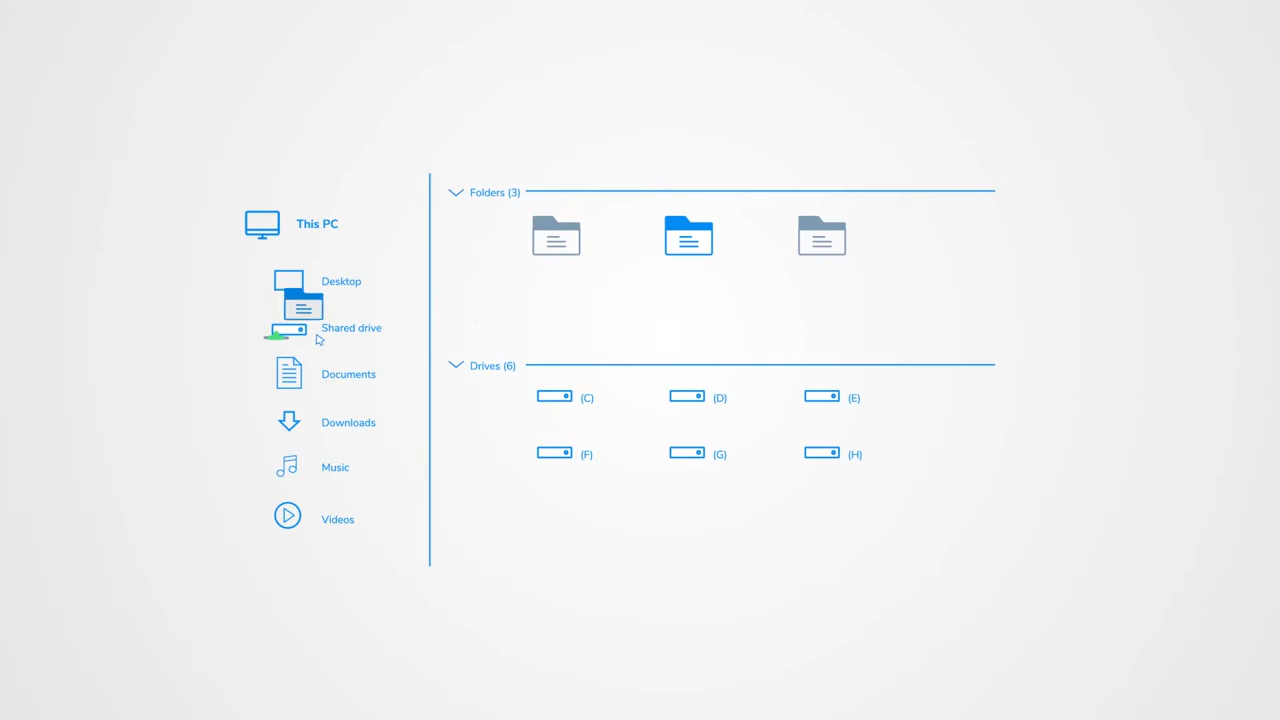 This PC
Desktop
Shared drive
Documents
Downloads
Music
Videos
Folders (3)
Drives (6)
(C) (D) (E)
(F) (G) (H)